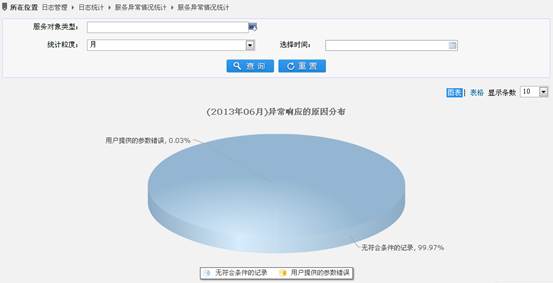 所在位置 日志管理 日志统计 服务异常情况统计 服务异常情况统计
服务对象类型:
统计粒度: 月 选择时间:
查询 重置
图表 | 表格 显示条数 10
(2013年06月)异常响应的原因分布
用户提供的参数错误, 0.03%
无符合条件的记录, 99.97%
无符合条件的记录 用户提供的参数错误